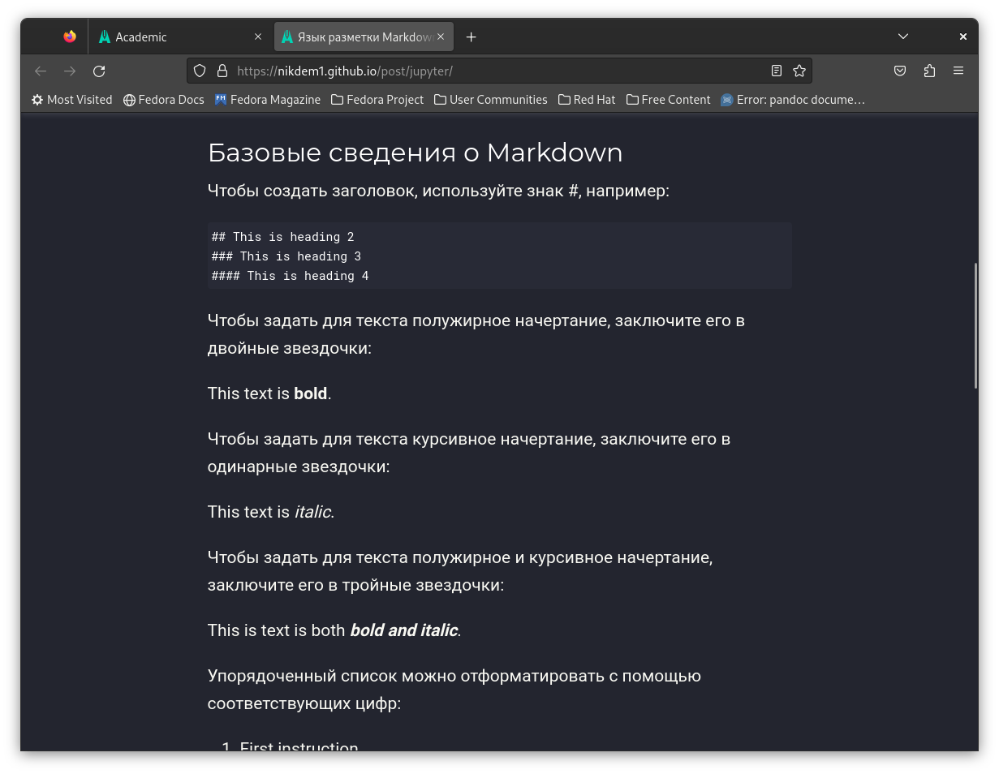 Academic
Язык разметки Markdown
https://nikdem1.github.io/post/jupyter/
Most Visited Fedora Docs Fedora Magazine Fedora Project User Communities Red Hat Free Content Error: pandoc docume…
Базовые сведения о Markdown
Чтобы создать заголовок, используйте знак #, например:
## This is heading 2
### This is heading 3
#### This is heading 4
Чтобы задать для текста полужирное начертание, заключите его в
двойные звездочки:
This text is bold.
Чтобы задать для текста курсивное начертание, заключите его в
одинарные звездочки:
This text is italic.
Чтобы задать для текста полужирное и курсивное начертание,
заключите его в тройные звездочки:
This is text is both bold and italic.
Упорядоченный список можно отформатировать с помощью
соответствующих цифр:
1. First instruction